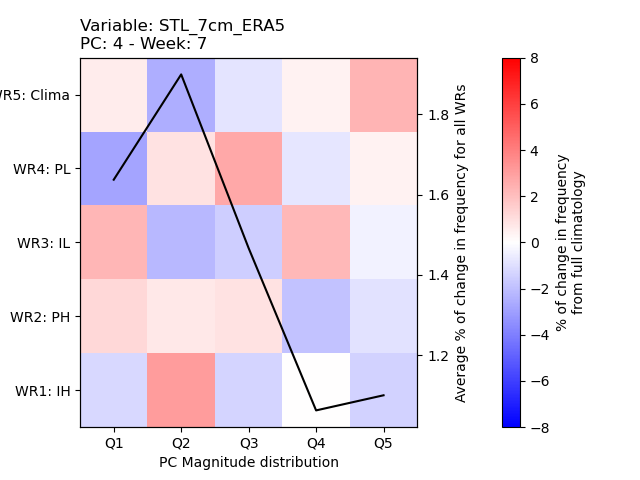 Variable: STL_7cm_ERA5
PC: 4 - Week: 7
WR5: Clima
WR4: PL
WR3: IL
WR2: PH
WR1: IH
Q1 Q2 Q3 Q4 Q5
PC Magnitude distribution
1.8
1.6
1.4
1.2
Average % of change in frequency for all WRs
8
6
4
2
0
−2
−4
−6
−8
% of change in frequency
from full climatology